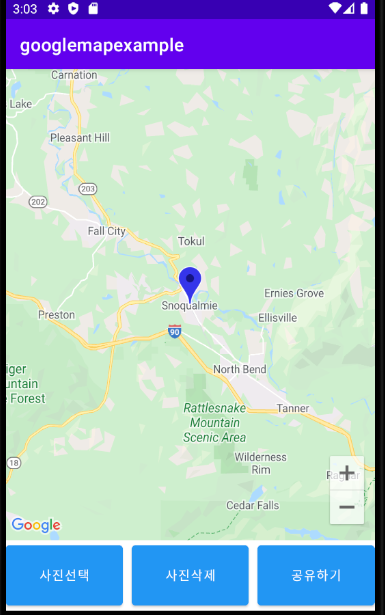 3:03
googlemapexample
Carnation
Lake
Pleasant Hill
203
202
Fall City
Tokul
Snoqualmie
Ernies Grove
Preston
Ellisville
90
North Bend
Tanner
Rattlesnake
Mountain
Scenic Area
untain
e Forest
Wilderness
Rim
18
Cedar Falls
Google
사진선택 사진삭제 공유하기